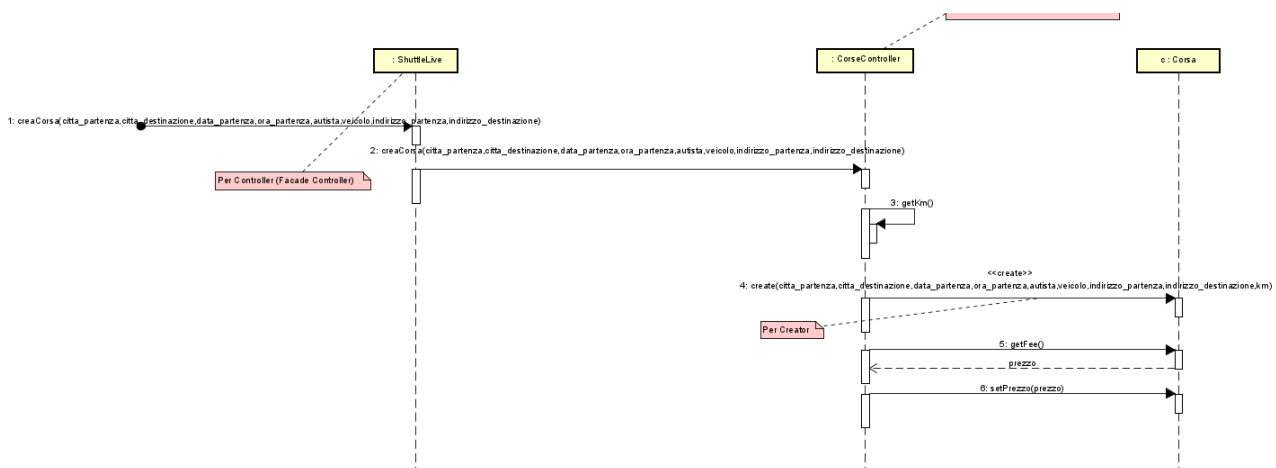 : ShuttleLive
: CorseController
c : Corsa
1: creaCorsa(citta_partenza,citta_destinazione,data_partenza,ora_partenza,autista,veicolo,indirizzo_partenza,indirizzo_destinazione)
2: creaCorsa(citta_partenza,citta_destinazione,data_partenza,ora_partenza,autista,veicolo,indirizzo_partenza,indirizzo_destinazione)
Per Controller (Facade Controller)
3: getKm()
<<create>>
4: create(citta_partenza,citta_destinazione,data_partenza,ora_partenza,autista,veicolo,indirizzo_partenza,indirizzo_destinazione,km)
Per Creator
5: getFee()
prezzo
6: setPrezzo(prezzo)